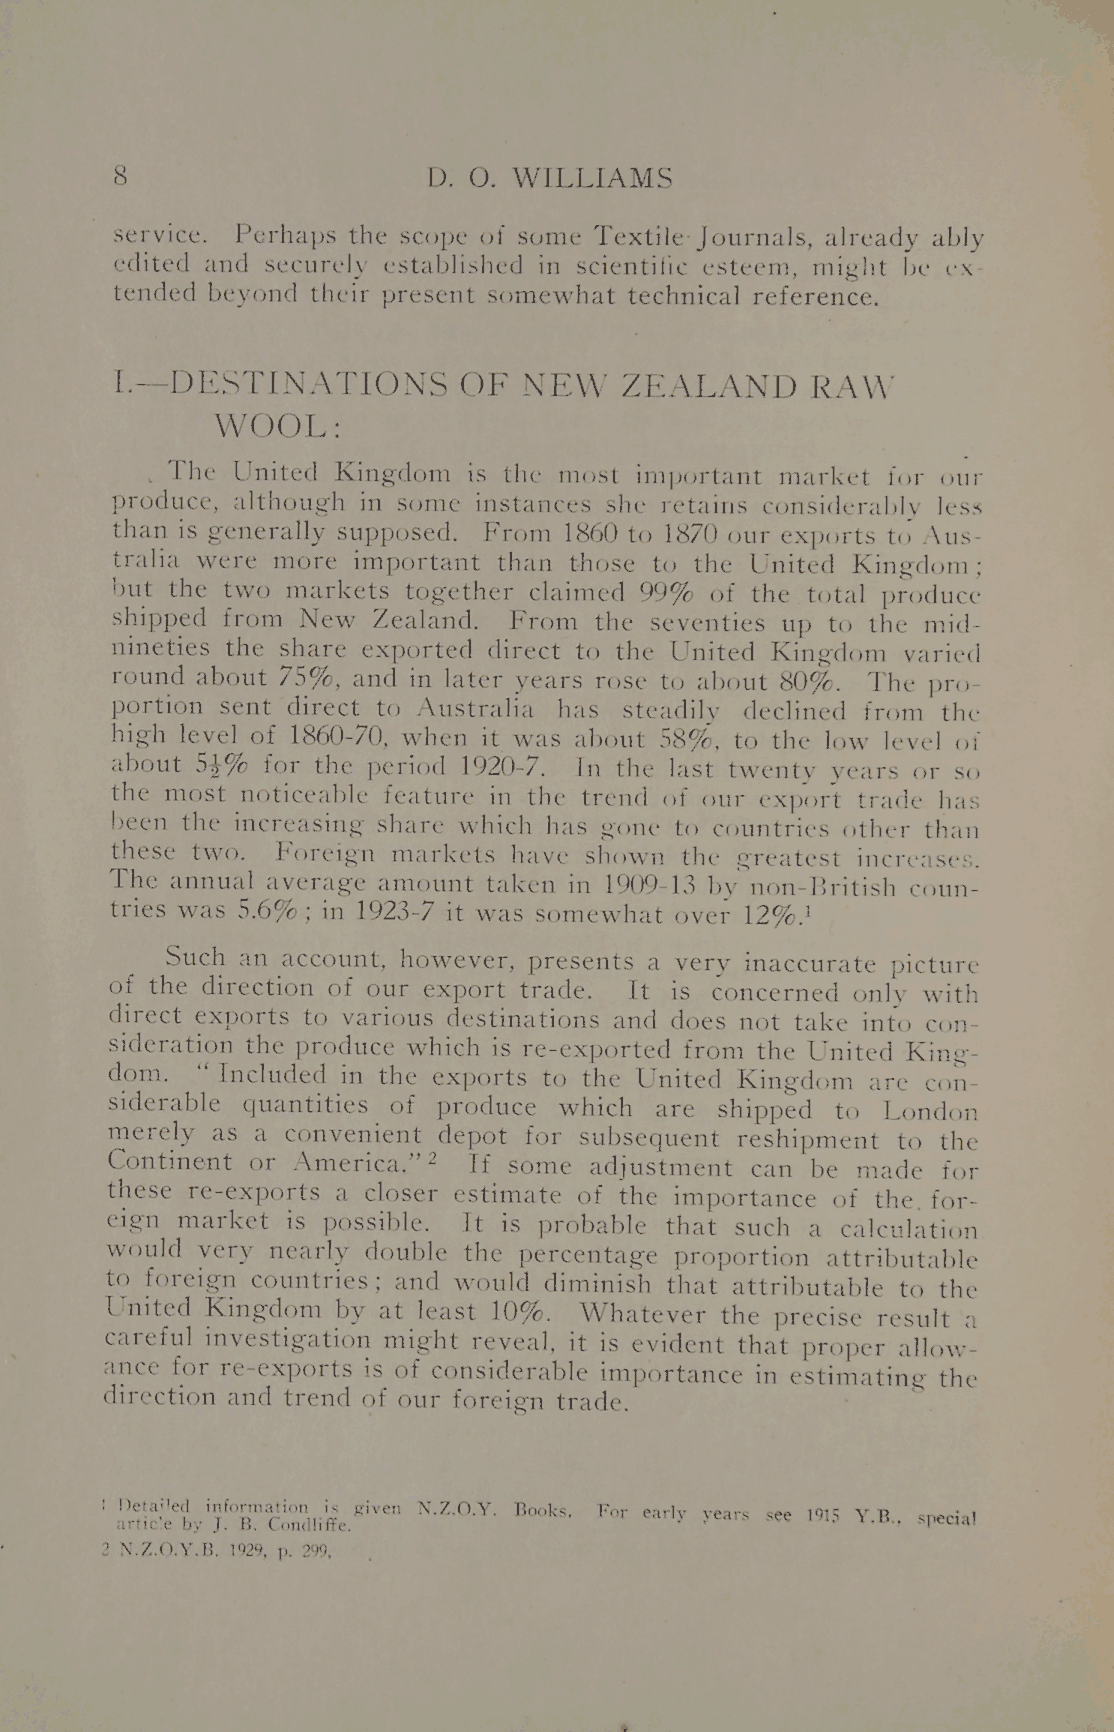 8 D. O. WILLIAMS
service. Perhaps the scope of some Textile Journals, already ably
edited and securely established in scientific esteem, might be ex-
tended beyond their present somewhat technical reference.
I.—DESTINATIONS OF NEW ZEALAND RAW
WOOL:
The United Kingdom is the most important market for our
produce, although in some instances she retains considerably less
than is generally supposed. From 1860 to 1870 our exports to Aus-
tralia were more important than those to the United Kingdom;
but the two markets together claimed 99% of the total produce
shipped from New Zealand. From the seventies up to the mid-
nineties the share exported direct to the United Kingdom varied
round about 75%, and in later years rose to about 80%. The pro-
portion sent direct to Australia has steadily declined from the
high level of 1860-70, when it was about 58%, to the low level of
about for the period 1920-7. In the last twenty years or so
the most noticeable feature in the trend of our export trade has
been the increasing share which has gone to countries other than
these two. Foreign markets have shown the greatest increases.
The annual average amount taken in 1909-13 by non-British coun-
tries was 5.6%; in 1923-7 it was somewhat over 12%.¹
Such an account, however, presents a very inaccurate picture
of the direction of our export trade. It is concerned only with
direct exports to various destinations and does not take into con-
sideration the produce which is re-exported from the United King-
dom. "Included in the exports to the United Kingdom are con-
siderable quantities of produce which are shipped to London
merely as a convenient depot for subsequent reshipment to the
Continent or America." ² If some adjustment can be made for
these re-exports a closer estimate of the importance of the for-
eign market is possible. It is probable that such a calculation
would very nearly double the percentage proportion attributable
to foreign countries; and would diminish that attributable to the
United Kingdom by at least 10%. Whatever the precise result a
careful investigation might reveal, it is evident that proper allow-
ance for re-exports is of considerable importance in estimating the
direction and trend of our foreign trade.
1 Detailed information is given N.Z.O.Y. Books. For early years see 1915 Y.B., special
article by J. B. Condliffe.
2 N.Z.O.Y.B. 1929, p. 299.